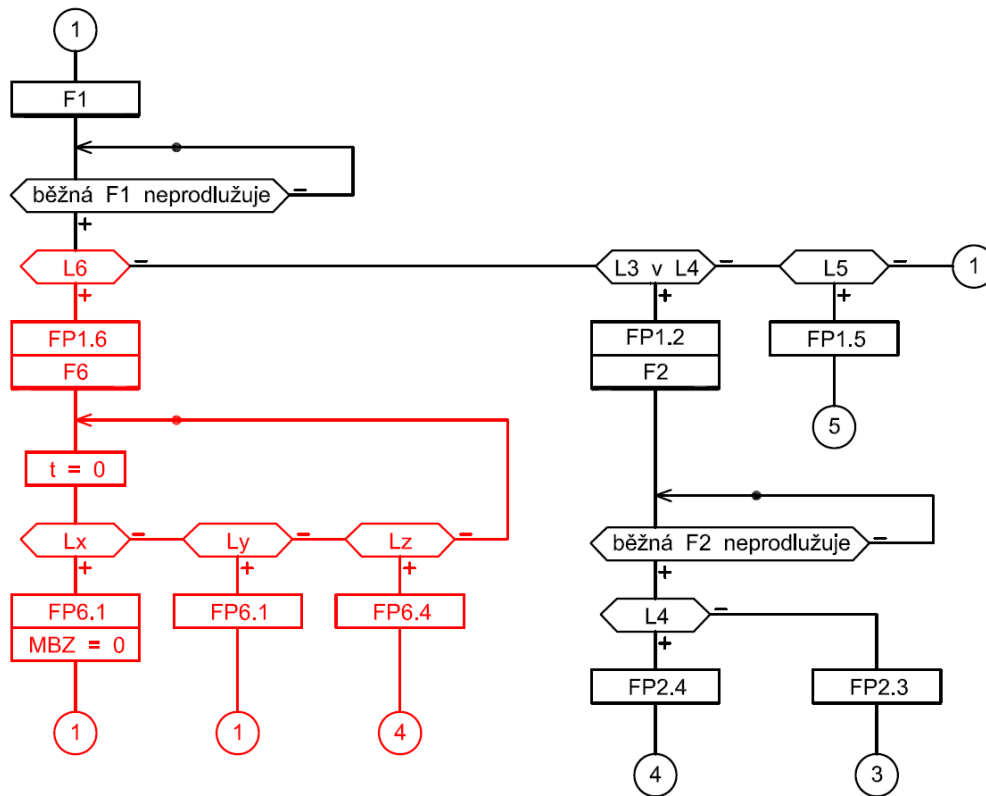 1
F1
běžná F1 neprodlužuje
−
+
L6
−
L3 v L4
−
L5
−
1
+
+
+
FP1.6
FP1.2
FP1.5
F6
F2
5
t = 0
Lx
−
Ly
−
Lz
−
běžná F2 neprodlužuje
−
+
+
+
+
FP6.1
FP6.1
FP6.4
L4
−
MBZ = 0
+
FP2.4
FP2.3
1
1
4
4
3